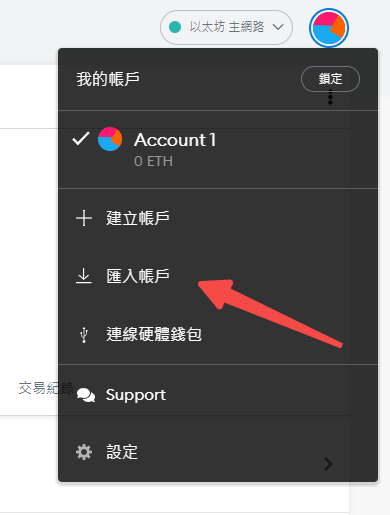 以太坊 主網路
我的帳戶
鎖定
Account 1
0 ETH
建立帳戶
匯入帳戶
連線硬體錢包
交易紀錄
Support
設定